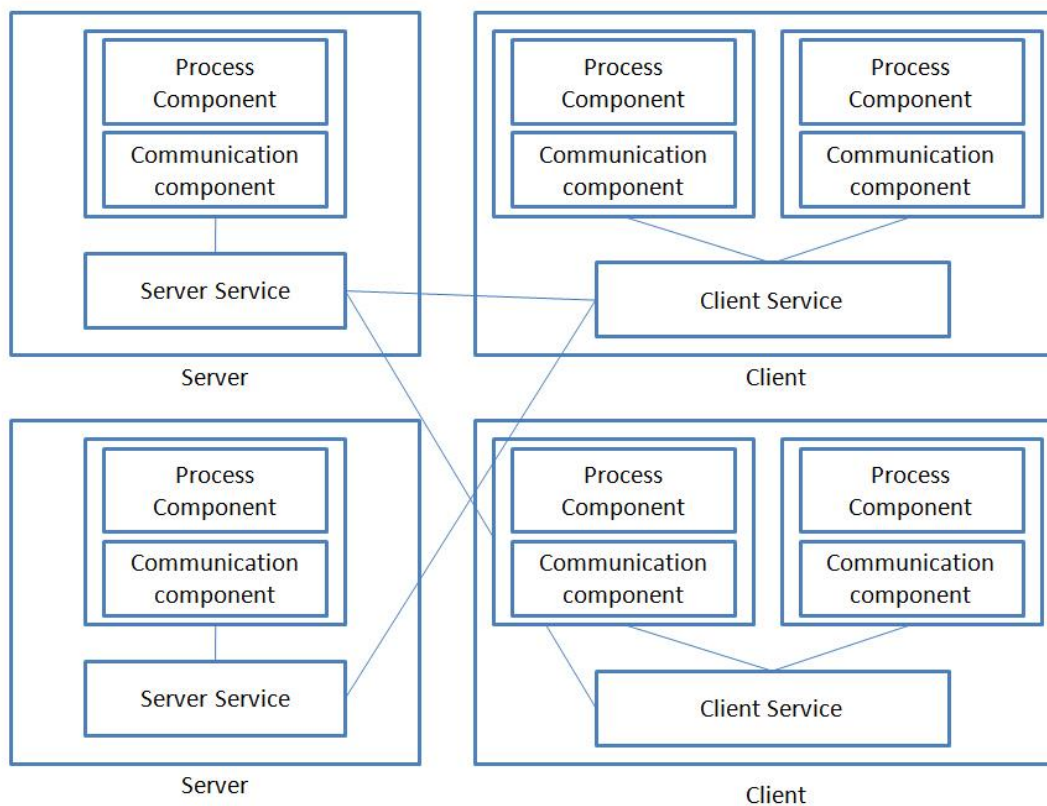 Process
Component
Communication
component
Server Service
Server
Process
Component
Communication
component
Process
Component
Communication
component
Client Service
Client
Process
Component
Communication
component
Server Service
Server
Process
Component
Communication
component
Process
Component
Communication
component
Client Service
Client